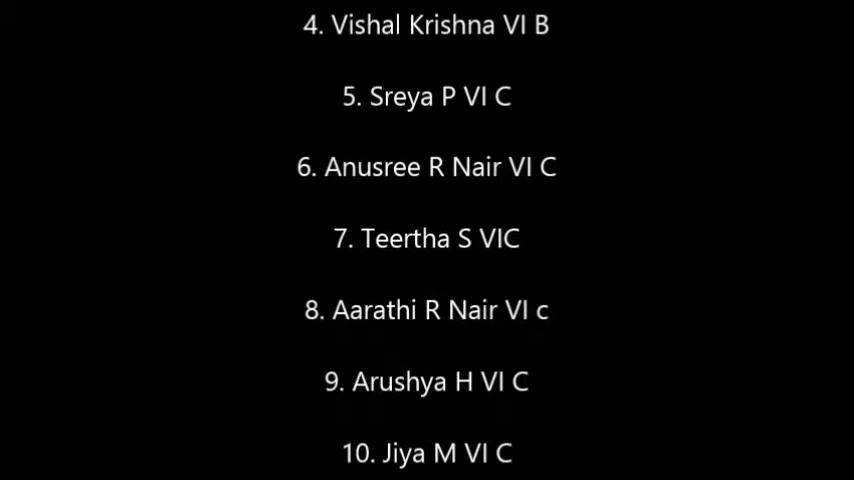 4. Vishal Krishna VI B
5. Sreya P VI C
6. Anusree R Nair VI C
7. Teertha S VIC
8. Aarathi R Nair VI c
9. Arushya H VI C
10. Jiya M VI C